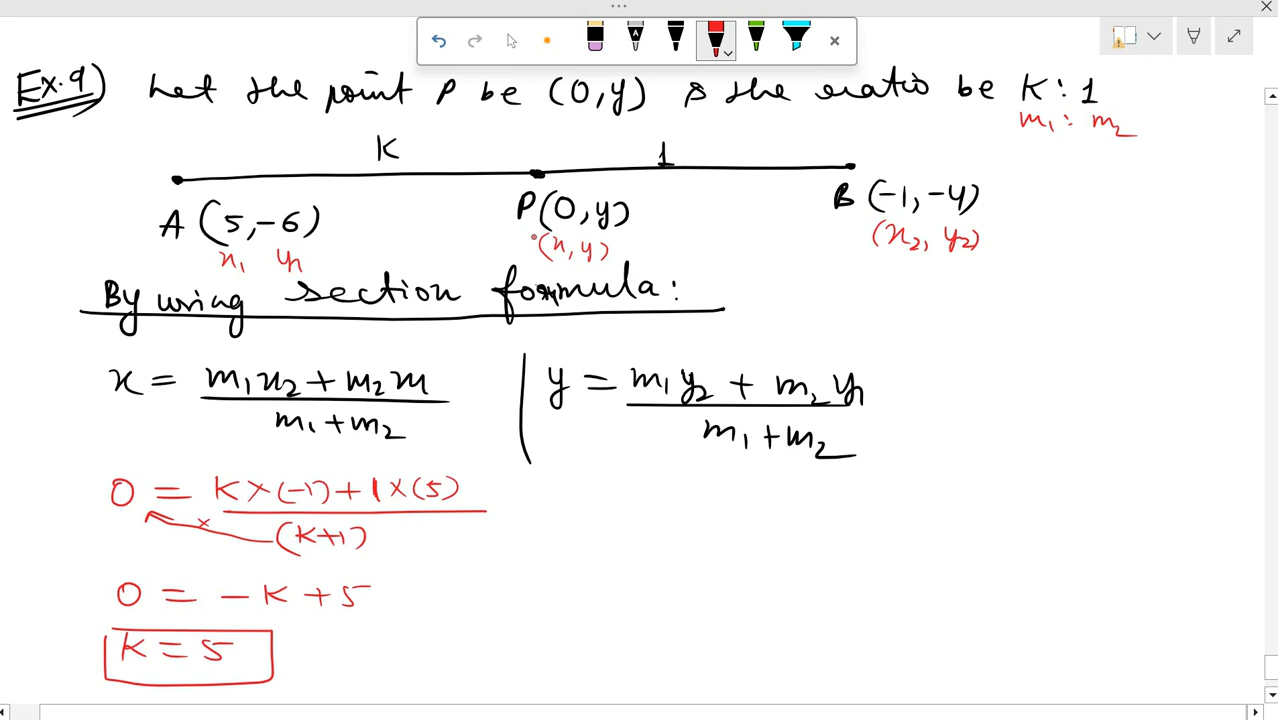 Ex.9) Let the point P be (0,y) & the ratio be K:1
m₁ : m₂
K 1
A (5,-6) P(0,y) B (-1,-4)
x₁ y₁ (x,y) (x₂, y₂)
By using section formula:
x = m₁x₂ + m₂x₁ / m₁+m₂ | y = m₁y₂ + m₂y₁ / m₁+m₂
0 = K×(-1)+1×(5) / (K+1)
×
0 = -K+5
K = 5